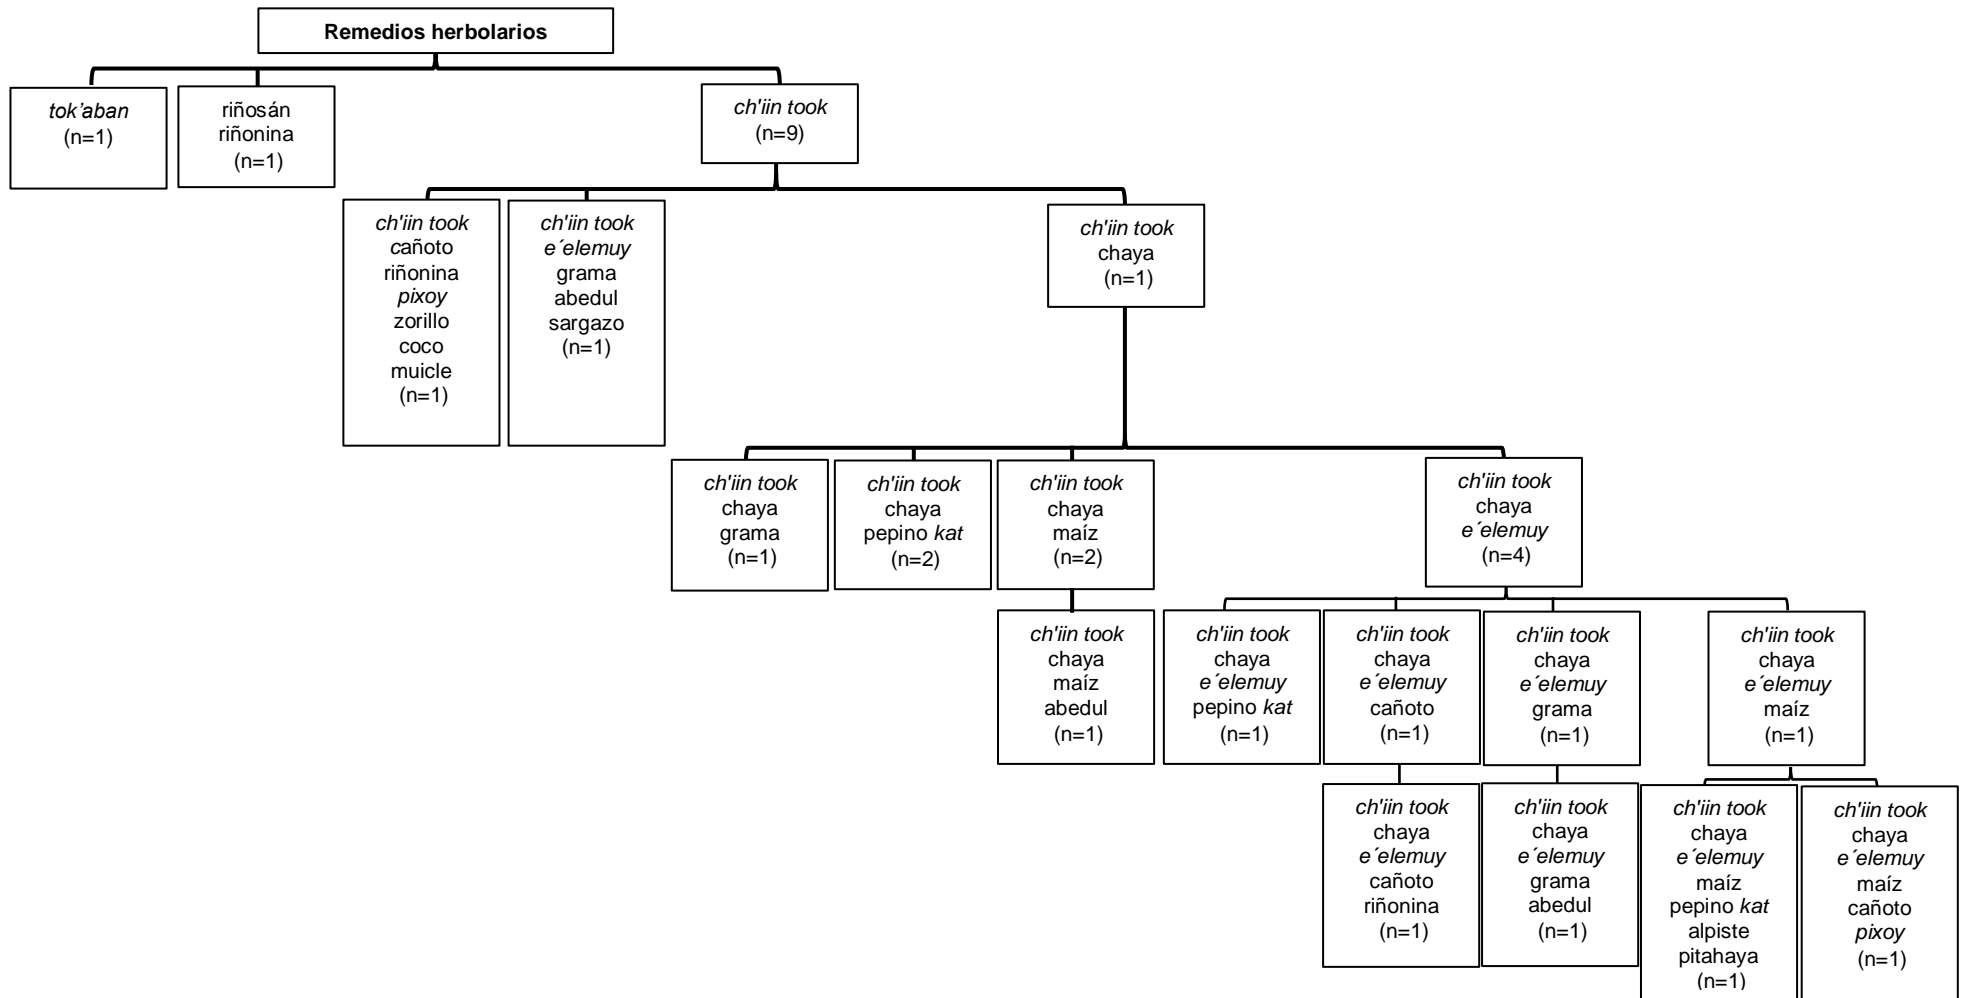 Remedios herbolarios
tok’aban
(n=1)
riñosán
riñonina
(n=1)
ch'iin took
(n=9)
ch'iin took
cañoto
riñonina
pixoy
zorillo
coco
muicle
(n=1)
ch'iin took
e´elemuy
grama
abedul
sargazo
(n=1)
ch'iin took
chaya
(n=1)
ch'iin took
chaya
grama
(n=1)
ch'iin took
chaya
pepino kat
(n=2)
ch'iin took
chaya
maíz
(n=2)
ch'iin took
chaya
e´elemuy
(n=4)
ch'iin took
chaya
maíz
abedul
(n=1)
ch'iin took
chaya
e´elemuy
pepino kat
(n=1)
ch'iin took
chaya
e´elemuy
cañoto
(n=1)
ch'iin took
chaya
e´elemuy
grama
(n=1)
ch'iin took
chaya
e´elemuy
maíz
(n=1)
ch'iin took
chaya
e´elemuy
cañoto
riñonina
(n=1)
ch'iin took
chaya
e´elemuy
grama
abedul
(n=1)
ch'iin took
chaya
e´elemuy
maíz
pepino kat
alpiste
pitahaya
(n=1)
ch'iin took
chaya
e´elemuy
maíz
cañoto
pixoy
(n=1)